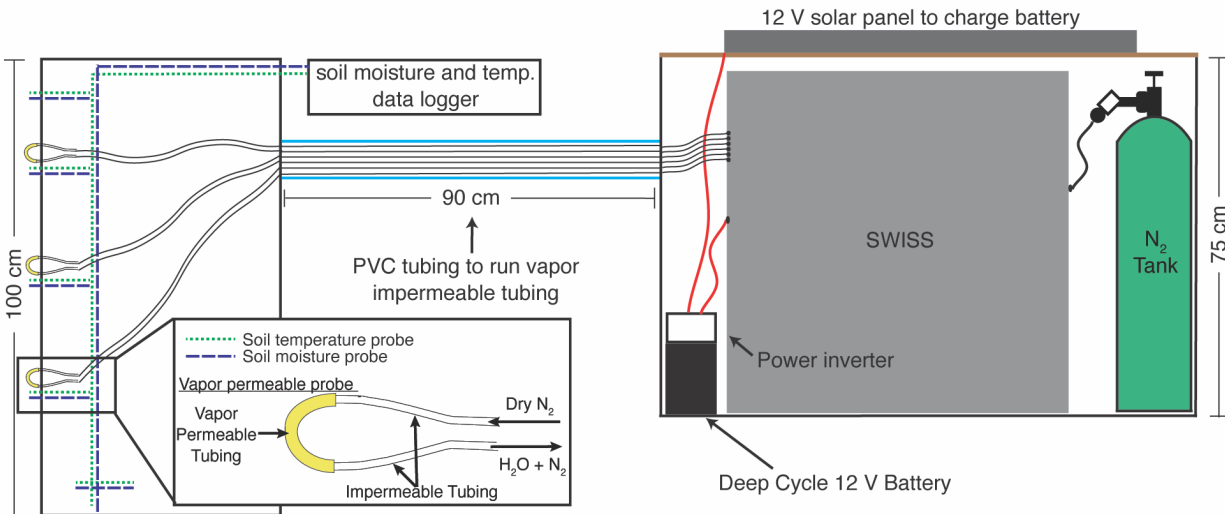 12 V solar panel to charge battery
soil moisture and temp.
data logger
100 cm
90 cm
PVC tubing to run vapor
impermeable tubing
SWISS
N₂
Tank
75 cm
Power inverter
Deep Cycle 12 V Battery
Soil temperature probe
Soil moisture probe
Vapor permeable probe
Vapor
Permeable
Tubing
Dry N₂
H₂O + N₂
Impermeable Tubing